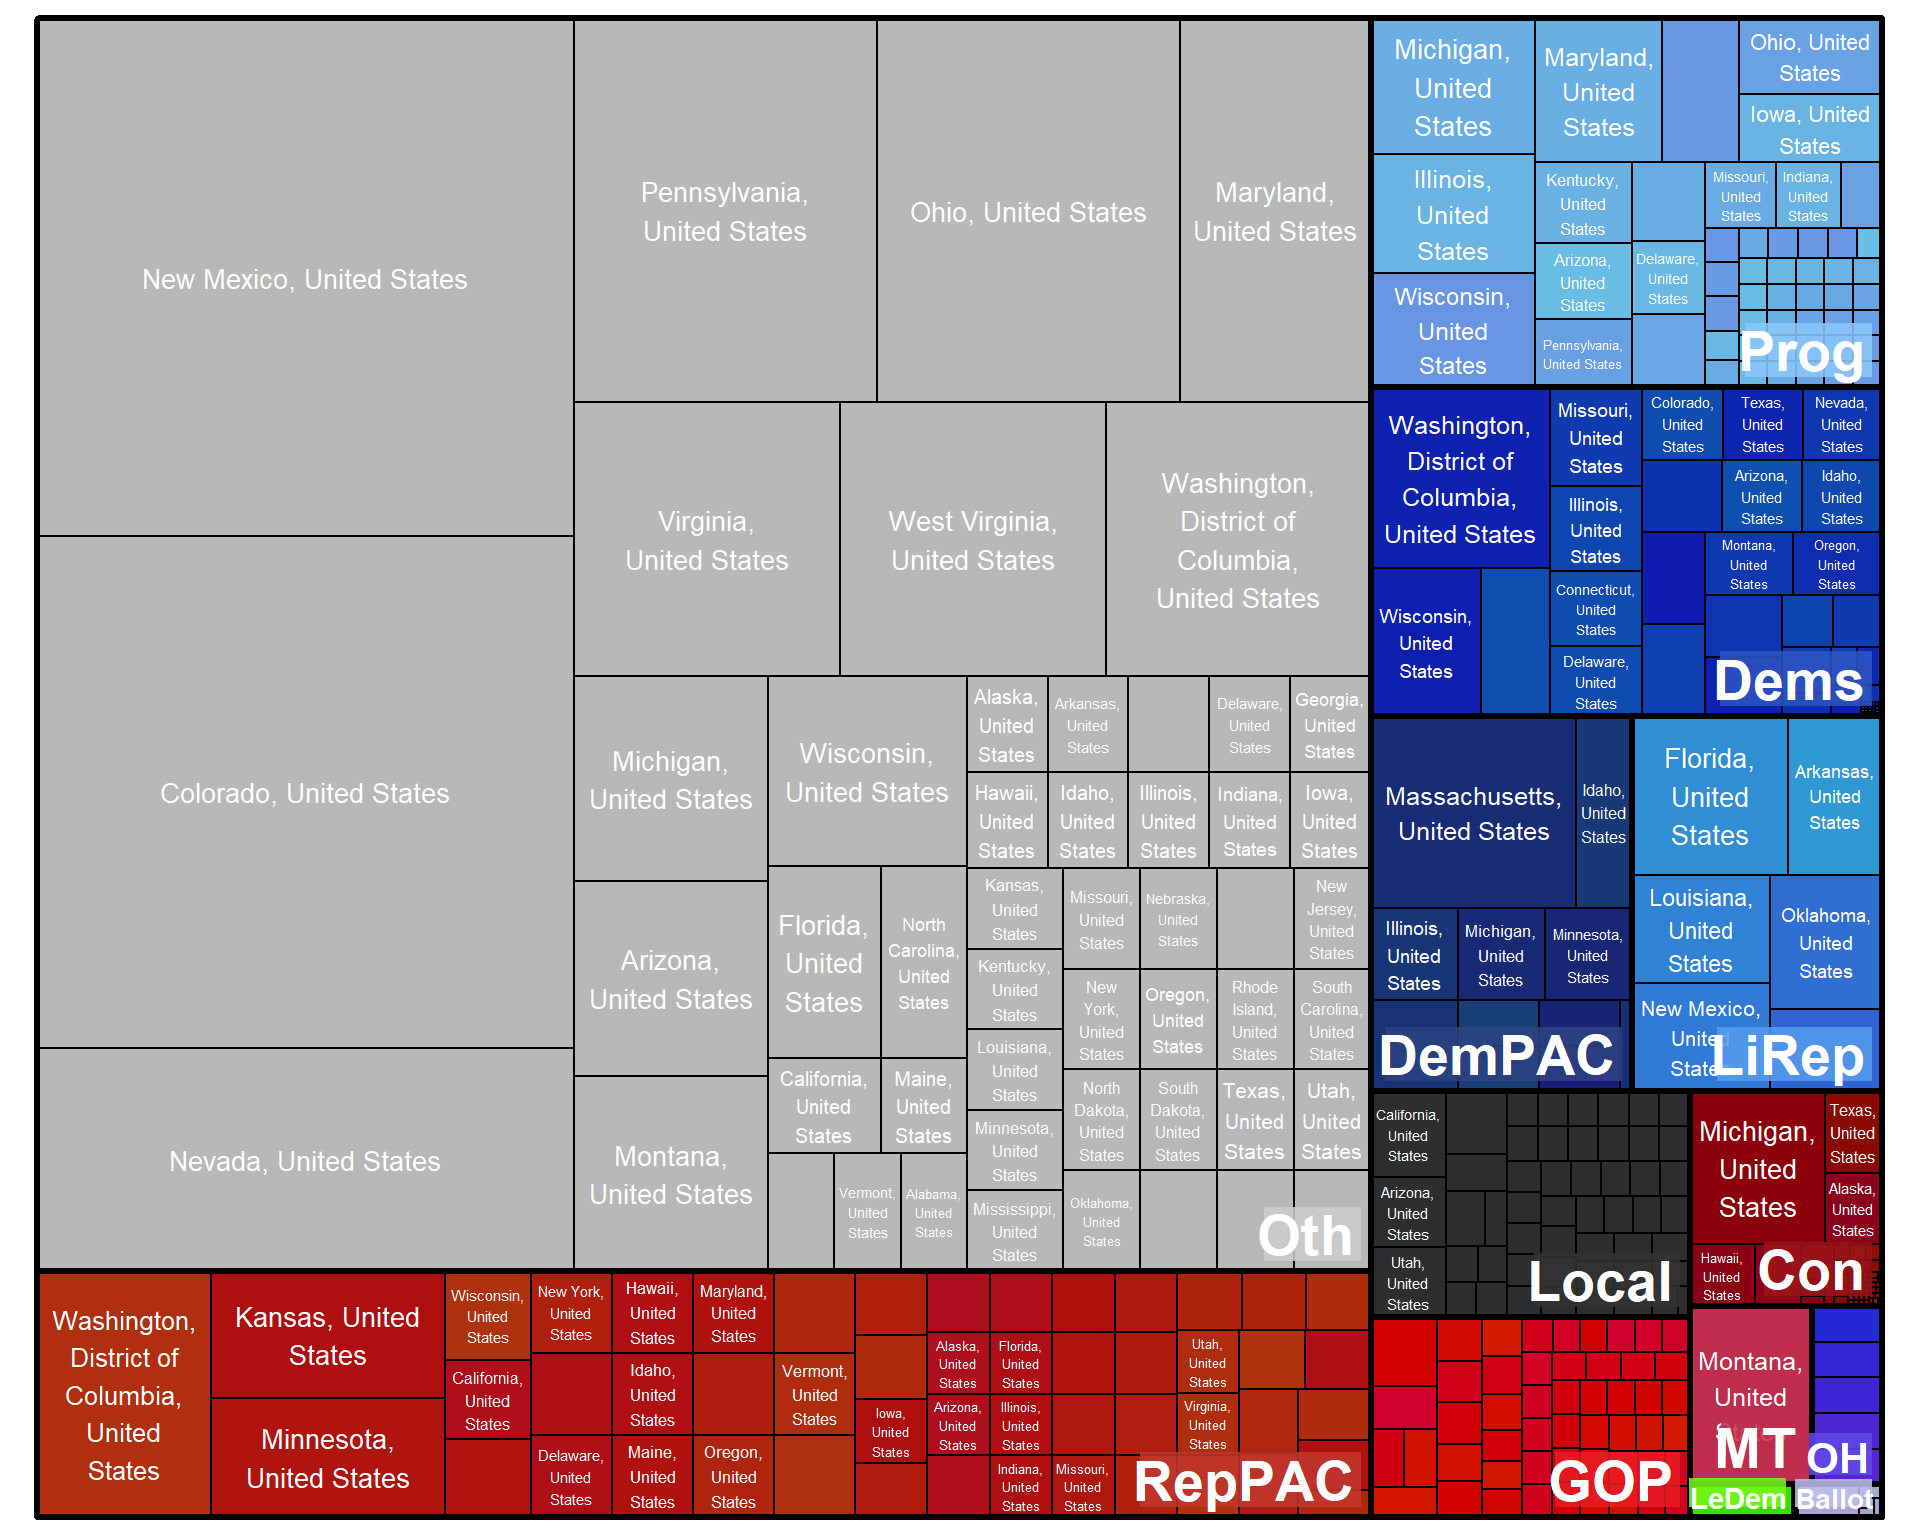 New Mexico, United States
Colorado, United States
Nevada, United States
Pennsylvania,
United States
Ohio, United States
Maryland,
United States
Virginia,
United States
West Virginia,
United States
Washington,
District of
Columbia,
United States
Michigan,
United States
Arizona,
United States
Montana,
United States
Wisconsin,
United States
Florida,
United
States
North
Carolina,
United
States
California,
United
States
Maine,
United
States
Vermont,
United
States
Alabama,
United
States
Alaska,
United
States
Arkansas,
United
States
Delaware,
United
States
Georgia,
United
States
Hawaii,
United
States
Idaho,
United
States
Illinois,
United
States
Indiana,
United
States
Iowa,
United
States
Kansas,
United
States
Kentucky,
United
States
Louisiana,
United
States
Minnesota,
United
States
Mississippi,
United
States
Missouri,
United
States
Nebraska,
United
States
New
Jersey,
United
States
New
York,
United
States
Oregon,
United
States
Rhode
Island,
United
States
South
Carolina,
United
States
North
Dakota,
United
States
South
Dakota,
United
States
Texas,
United
States
Utah,
United
States
Oklahoma,
United
States
Oth
Washington,
District of
Columbia,
United
States
Kansas, United
States
Minnesota,
United States
Wisconsin,
United
States
California,
United
States
New York,
United
States
Delaware,
United
States
Hawaii,
United
States
Idaho,
United
States
Maine,
United
States
Maryland,
United
States
Oregon,
United
States
Vermont,
United
States
Iowa,
United
States
Alaska,
United
States
Arizona,
United
States
Florida,
United
States
Illinois,
United
States
Indiana,
United
States
Missouri,
United
States
Utah,
United
States
Virginia,
United
States
RepPAC
Michigan,
United
States
Illinois,
United
States
Wisconsin,
United
States
Maryland,
United
States
Ohio, United
States
Iowa, United
States
Kentucky,
United
States
Arizona,
United
States
Pennsylvania,
United States
Delaware,
United
States
Missouri,
United
States
Indiana,
United
States
Prog
Washington,
District of
Columbia,
United States
Wisconsin,
United
States
Missouri,
United
States
Illinois,
United
States
Connecticut,
United
States
Delaware,
United
States
Colorado,
United
States
Texas,
United
States
Nevada,
United
States
Arizona,
United
States
Idaho,
United
States
Montana,
United
States
Oregon,
United
States
Dems
Massachusetts,
United States
Idaho,
United
States
Illinois,
United
States
Michigan,
United
States
Minnesota,
United
States
DemPAC
Florida,
United
States
Arkansas,
United
States
Louisiana,
United
States
Oklahoma,
United
States
New Mexico,
United
States
LiRep
California,
United
States
Arizona,
United
States
Utah,
United
States
Local
Michigan,
United
States
Texas,
United
States
Alaska,
United
States
Hawaii,
United
States
Con
GOP
Montana,
United
States
MT
OH
LeDem
Ballot